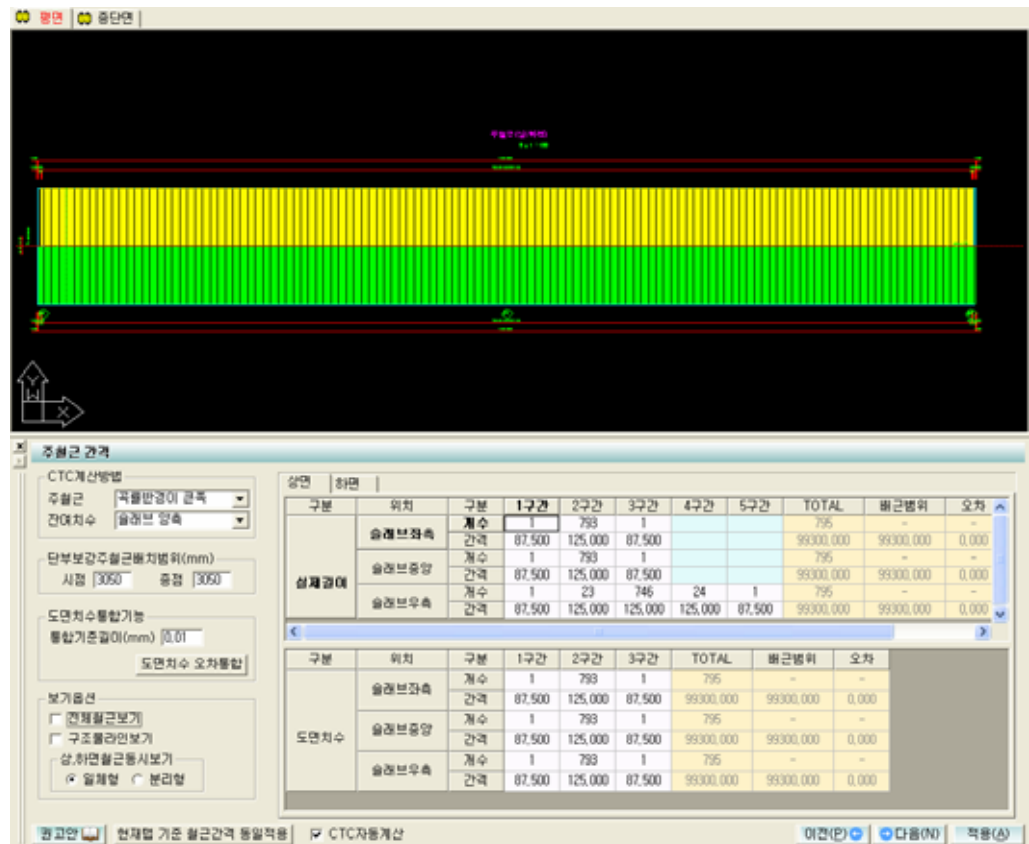 평면 종단면
주철근 간격
CTC계산방법
주철근 곡률반경이 큰쪽
잔여치수 슬래브 양측
단부보강주철근배치범위(mm)
시점 3050 종점 3050
도면치수통합기능
통합기준길이(mm) 0,01
도면치수 오차통합
보기옵션
전체철근보기
구조물라인보기
상,하면철근동시보기
일체형 분리형
상면 하면
구분 위치 구분 1구간 2구간 3구간 4구간 5구간 TOTAL 배근범위 오차
실제길이
슬래브좌측 개수 1 793 1 795 - -
간격 87,500 125,000 87,500 99300,000 99300,000 0,000
슬래브중앙 개수 1 793 1 795 - -
간격 87,500 125,000 87,500 99300,000 99300,000 0,000
슬래브우측 개수 1 23 746 24 1 795 - -
간격 87,500 125,000 125,000 125,000 87,500 99300,000 99300,000 0,000
구분 위치 구분 1구간 2구간 3구간 TOTAL 배근범위 오차
도면치수
슬래브좌측 개수 1 793 1 795 - -
간격 87,500 125,000 87,500 99300,000 99300,000 0,000
슬래브중앙 개수 1 793 1 795 - -
간격 87,500 125,000 87,500 99300,000 99300,000 0,000
슬래브우측 개수 1 793 1 795 - -
간격 87,500 125,000 87,500 99300,000 99300,000 0,000
권고안 현재탭 기준 철근간격 동일적용 CTC자동계산 이전(P) 다음(N) 적용(A)